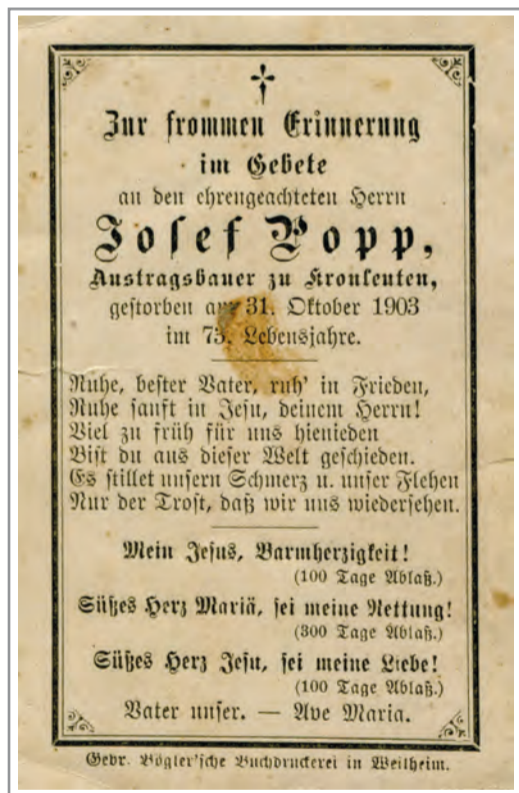 †
Zur frommen Erinnerung
im Gebete
an den ehrengeachteten Herrn
Josef Popp,
Austragsbauer zu Kronleuten,
gestorben am 31. Oktober 1903
im 75. Lebensjahre.
Ruhe, bester Vater, ruh' in Frieden,
Ruhe sanft in Jesu, deinem Herrn!
Viel zu früh für uns hienieden
Bist du aus dieser Welt geschieden.
Es stillet unsern Schmerz u. unser Flehen
Nur der Trost, daß wir uns wiedersehen.
Mein Jesus, Barmherzigkeit!
(100 Tage Ablaß.)
Süßes Herz Mariä, sei meine Rettung!
(300 Tage Ablaß.)
Süßes Herz Jesu, sei meine Liebe!
(100 Tage Ablaß.)
Vater unser. — Ave Maria.
Gebr. Bögler'sche Buchdruckerei in Weilheim.